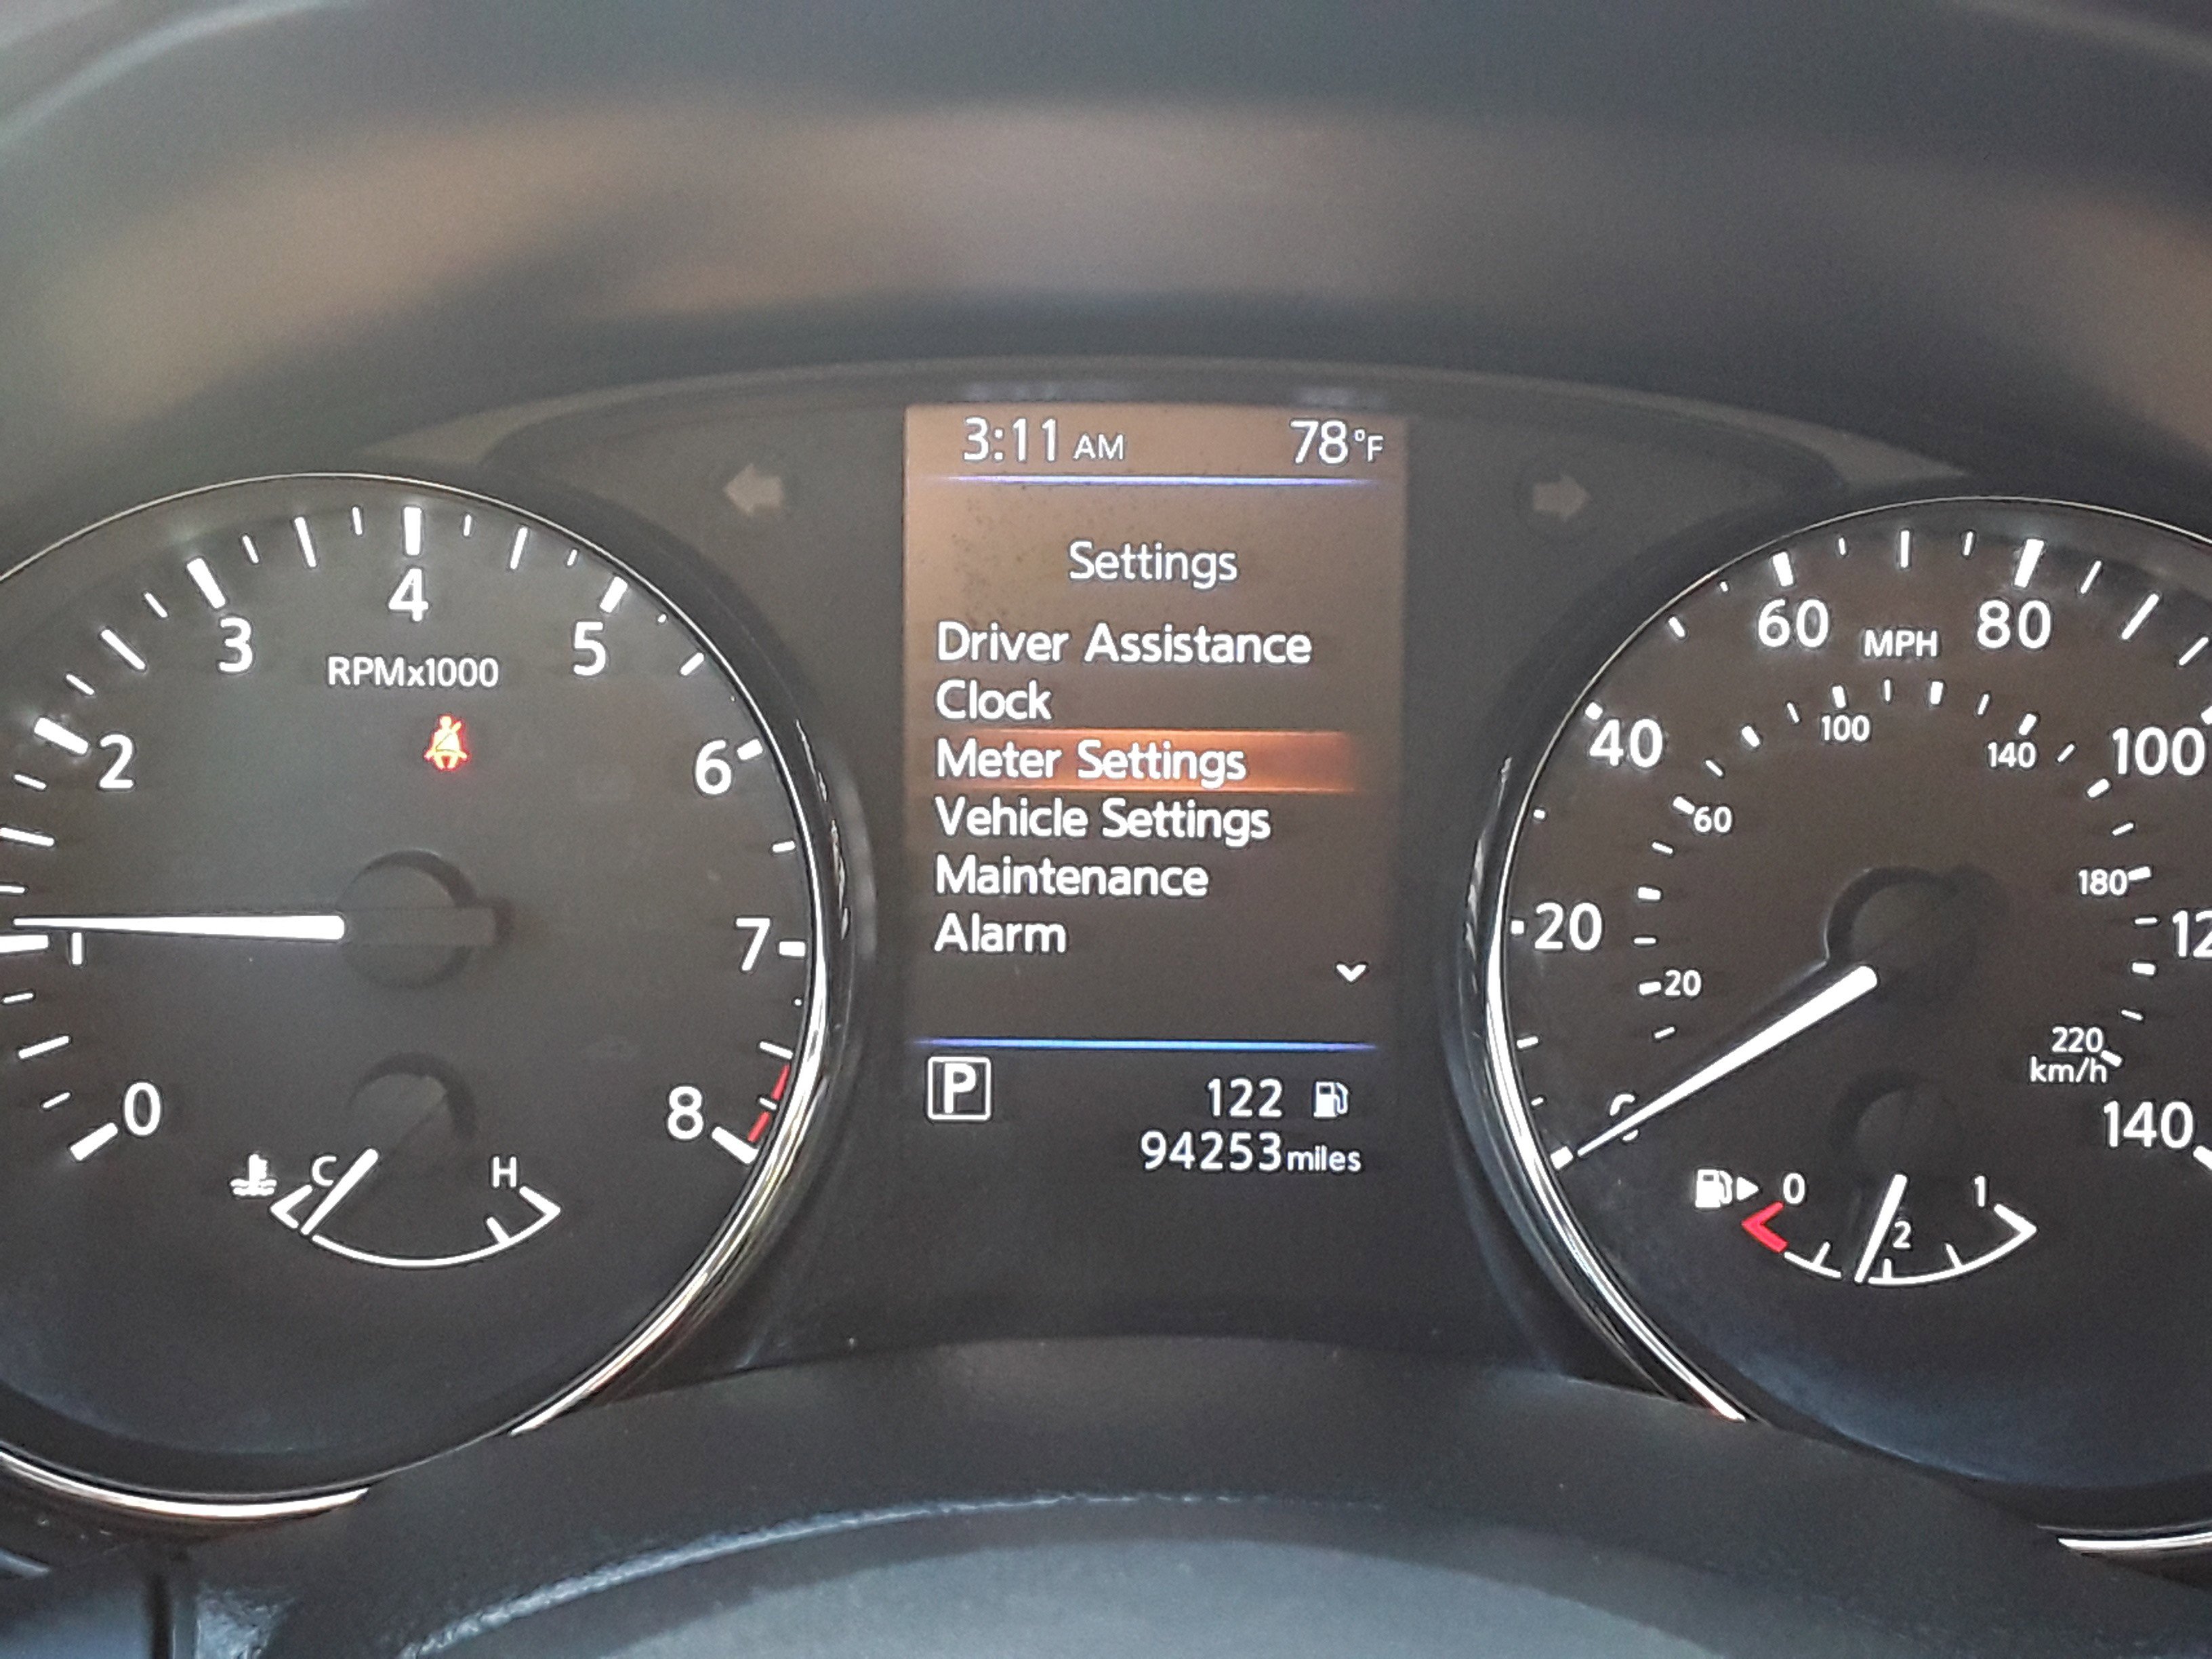 3:11 AM 78°F
Settings
Driver Assistance
Clock
Meter Settings
Vehicle Settings
Maintenance
Alarm
P 122
94253 miles
0
1
2
3
4
5
6
7
8
RPMx1000
C H
20
40
60
80
100
140
MPH
20
60
100
140
180
220
km/h
0 2 1